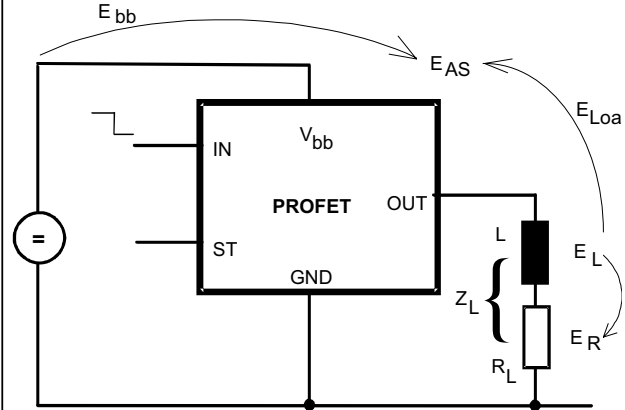 E bb
E AS
E Loa
V bb
IN
PROFET
OUT
=
ST
L
E L
GND
Z L
{
E R
R L